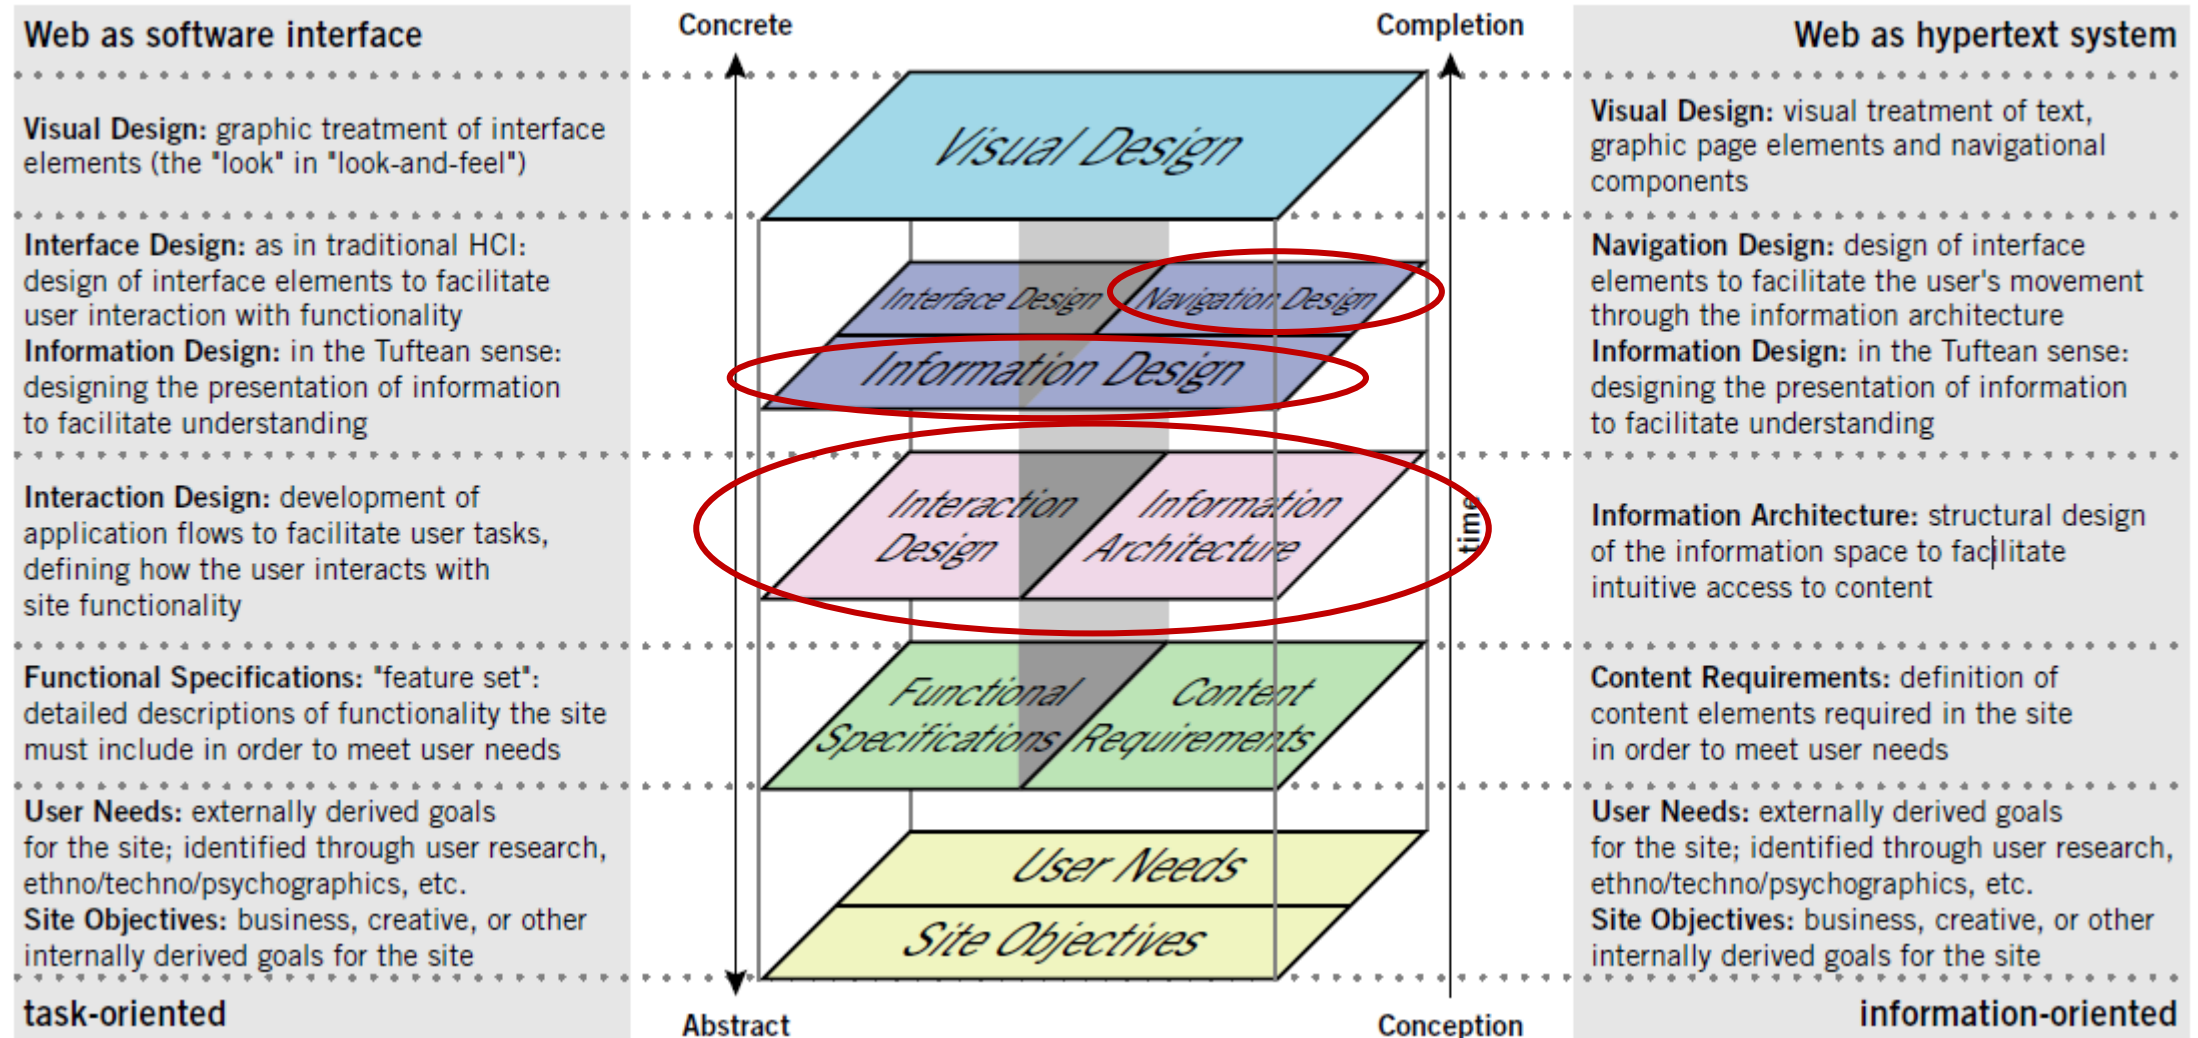 Web as software interface
Visual Design: graphic treatment of interface
elements (the "look" in "look-and-feel")
Interface Design: as in traditional HCI:
design of interface elements to facilitate
user interaction with functionality
Information Design: in the Tuftean sense:
designing the presentation of information
to facilitate understanding
Interaction Design: development of
application flows to facilitate user tasks,
defining how the user interacts with
site functionality
Functional Specifications: "feature set":
detailed descriptions of functionality the site
must include in order to meet user needs
User Needs: externally derived goals
for the site; identified through user research,
ethno/techno/psychographics, etc.
Site Objectives: business, creative, or other
internally derived goals for the site
task-oriented
Concrete
Completion
Visual Design
Interface Design
Navigation Design
Information Design
Interaction
Design
Information
Architecture
time
Functional
Specifications
Content
Requirements
User Needs
Site Objectives
Abstract
Conception
Web as hypertext system
Visual Design: visual treatment of text,
graphic page elements and navigational
components
Navigation Design: design of interface
elements to facilitate the user's movement
through the information architecture
Information Design: in the Tuftean sense:
designing the presentation of information
to facilitate understanding
Information Architecture: structural design
of the information space to facilitate
intuitive access to content
Content Requirements: definition of
content elements required in the site
in order to meet user needs
User Needs: externally derived goals
for the site; identified through user research,
ethno/techno/psychographics, etc.
Site Objectives: business, creative, or other
internally derived goals for the site
information-oriented